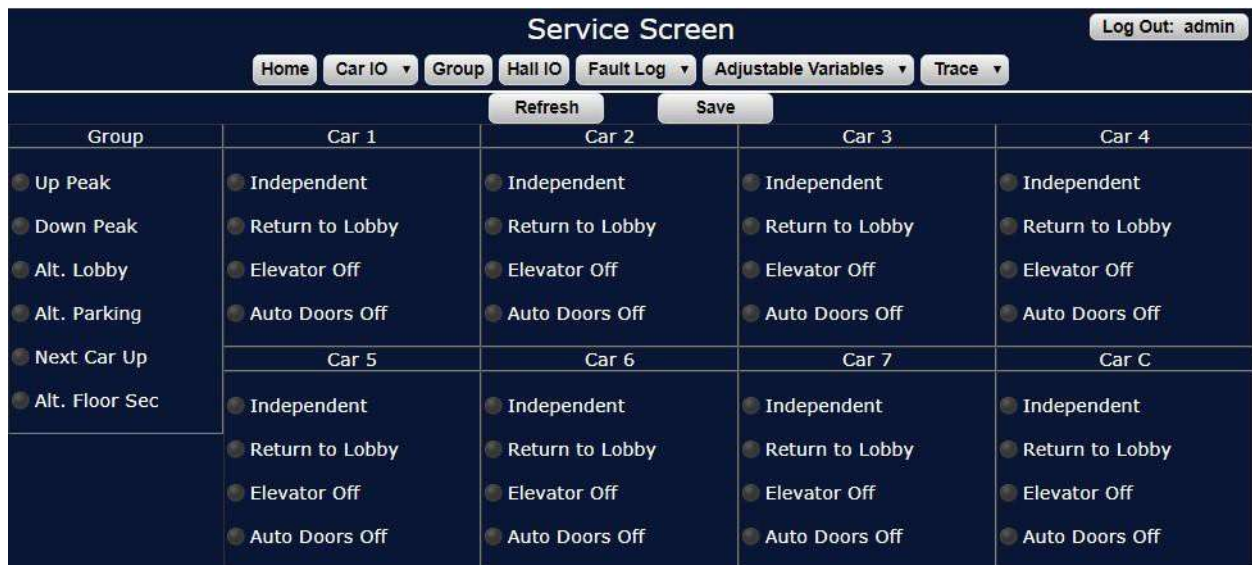 Service Screen
Log Out: admin
Home Car IO ▼ Group Hall IO Fault Log ▼ Adjustable Variables ▼ Trace ▼
Refresh Save
Group Car 1 Car 2 Car 3 Car 4
Up Peak Independent Independent Independent Independent
Down Peak Return to Lobby Return to Lobby Return to Lobby Return to Lobby
Alt. Lobby Elevator Off Elevator Off Elevator Off Elevator Off
Alt. Parking Auto Doors Off Auto Doors Off Auto Doors Off Auto Doors Off
Next Car Up Car 5 Car 6 Car 7 Car C
Alt. Floor Sec Independent Independent Independent Independent
Return to Lobby Return to Lobby Return to Lobby Return to Lobby
Elevator Off Elevator Off Elevator Off Elevator Off
Auto Doors Off Auto Doors Off Auto Doors Off Auto Doors Off